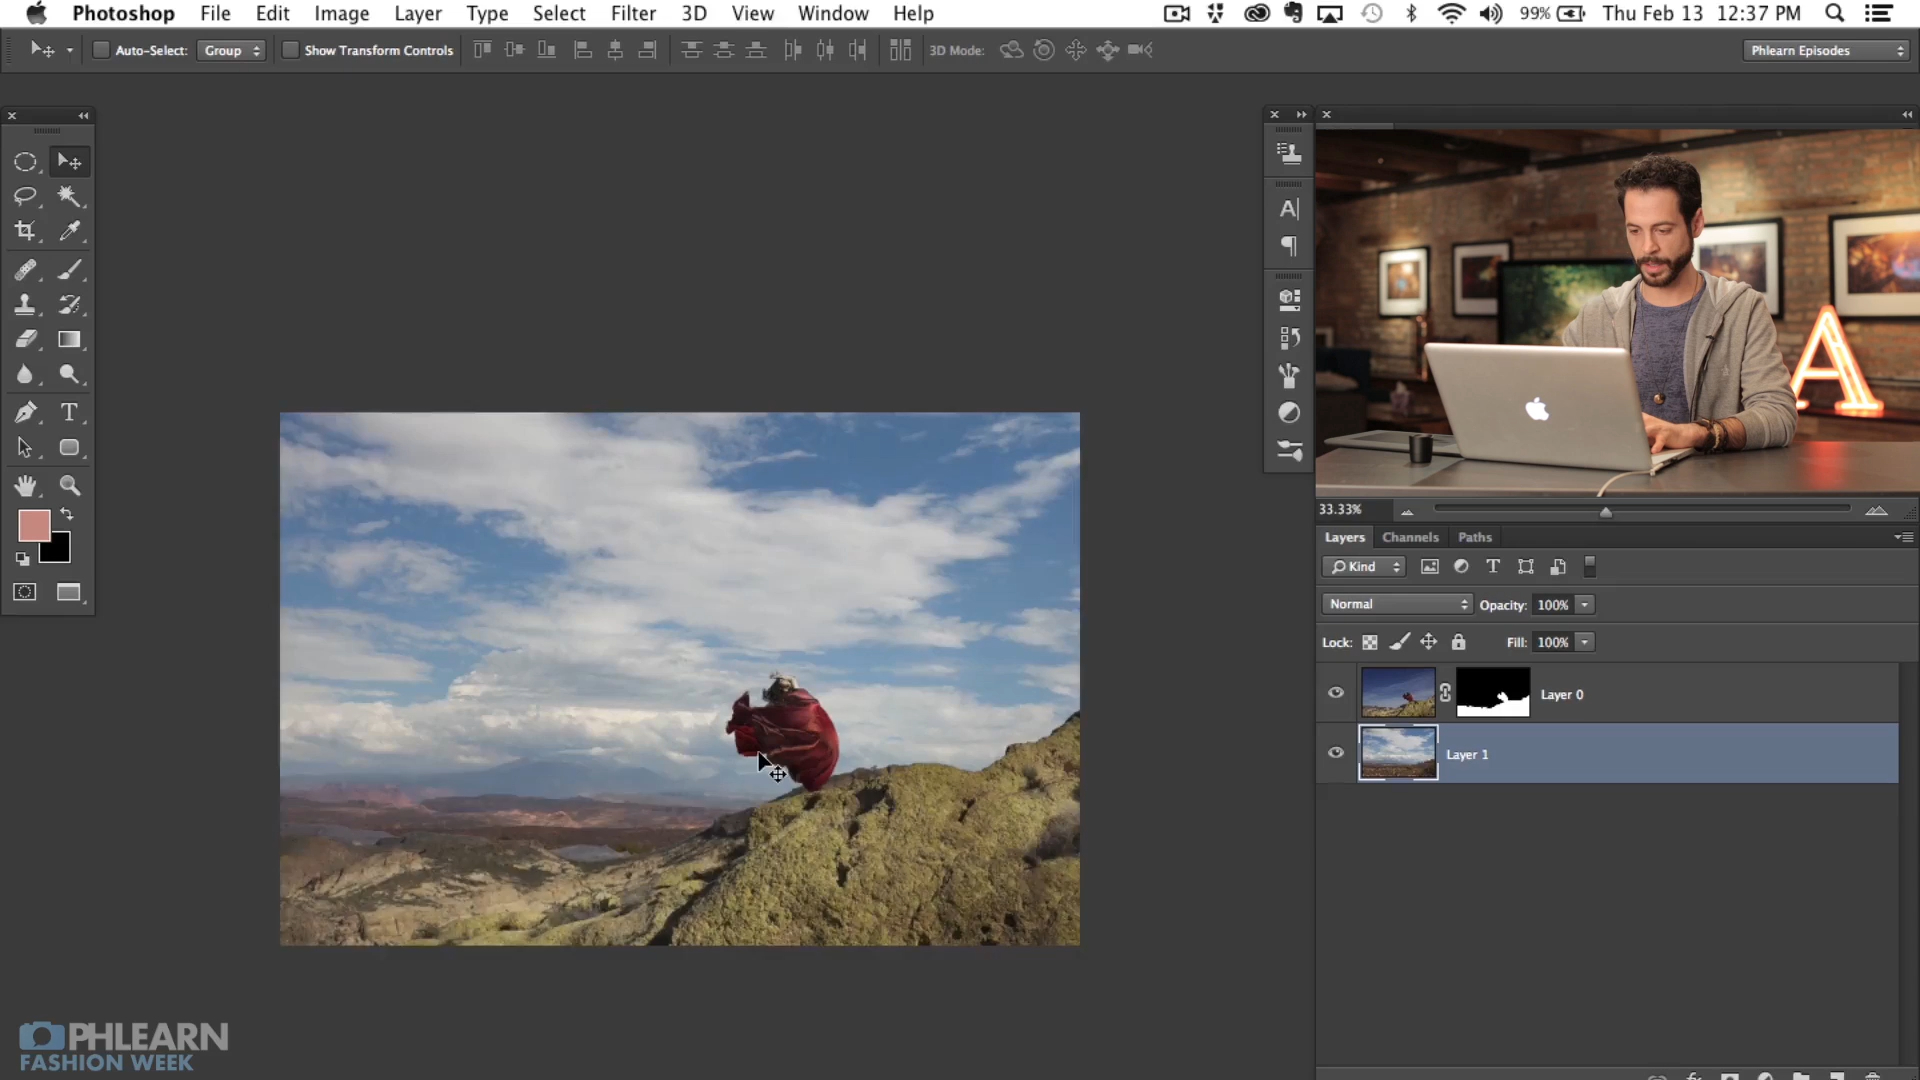 Photoshop File Edit Image Layer Type Select Filter 3D View Window Help 99% Thu Feb 13 12:37 PM
Auto-Select: Group Show Transform Controls 3D Mode: Phlearn Episodes
A
T
A
33.33%
Layers Channels Paths
Kind T
Normal Opacity: 100%
Lock: Fill: 100%
Layer 0
Layer 1
PHLEARN
FASHION WEEK